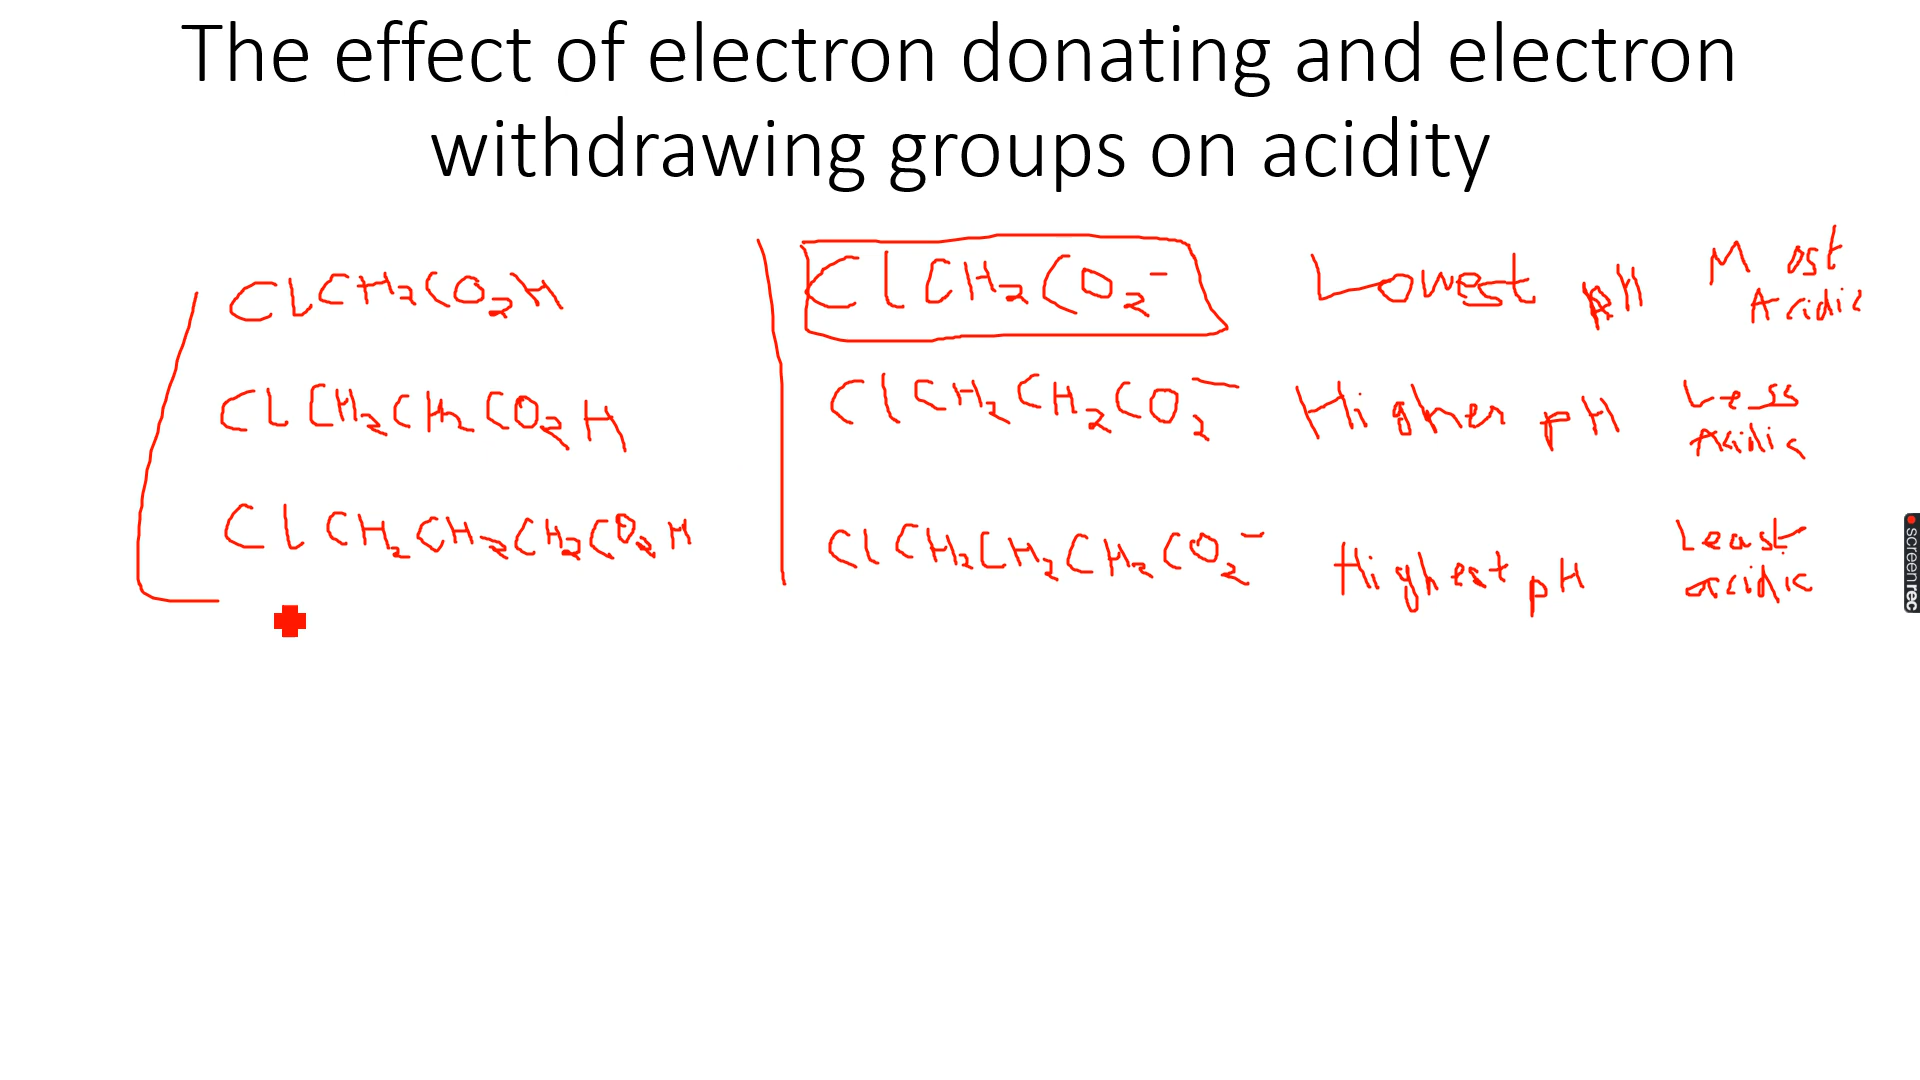 The effect of electron donating and electron
withdrawing groups on acidity
ClCH₂CO₂H ClCH₂CO₂⁻ Lowest pH Most Acidic
ClCH₂CH₂CO₂H ClCH₂CH₂CO₂⁻ Higher pH Less Acidic
ClCH₂CH₂CH₂CO₂H ClCH₂CH₂CH₂CO₂⁻ Highest pH Least acidic
screenrec